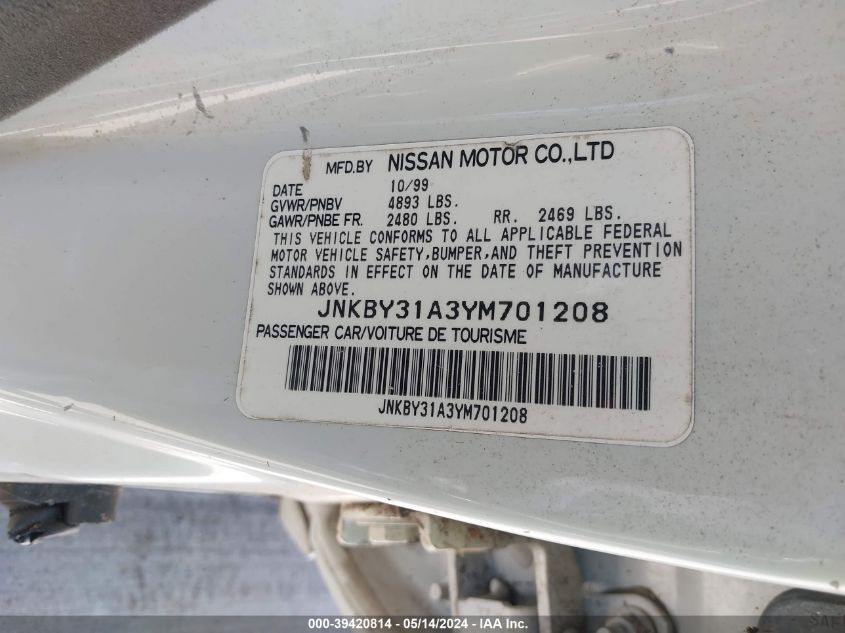 MFD.BY NISSAN MOTOR CO.,LTD
DATE 10/99
GVWR/PNBV 4893 LBS.
GAWR/PNBE FR. 2480 LBS. RR. 2469 LBS.
THIS VEHICLE CONFORMS TO ALL APPLICABLE FEDERAL
MOTOR VEHICLE SAFETY,BUMPER,AND THEFT PREVENTION
STANDARDS IN EFFECT ON THE DATE OF MANUFACTURE
SHOWN ABOVE.
JNKBY31A3YM701208
PASSENGER CAR/VOITURE DE TOURISME
JNKBY31A3YM701208
000-39420814 - 05/14/2024 - IAAI.com